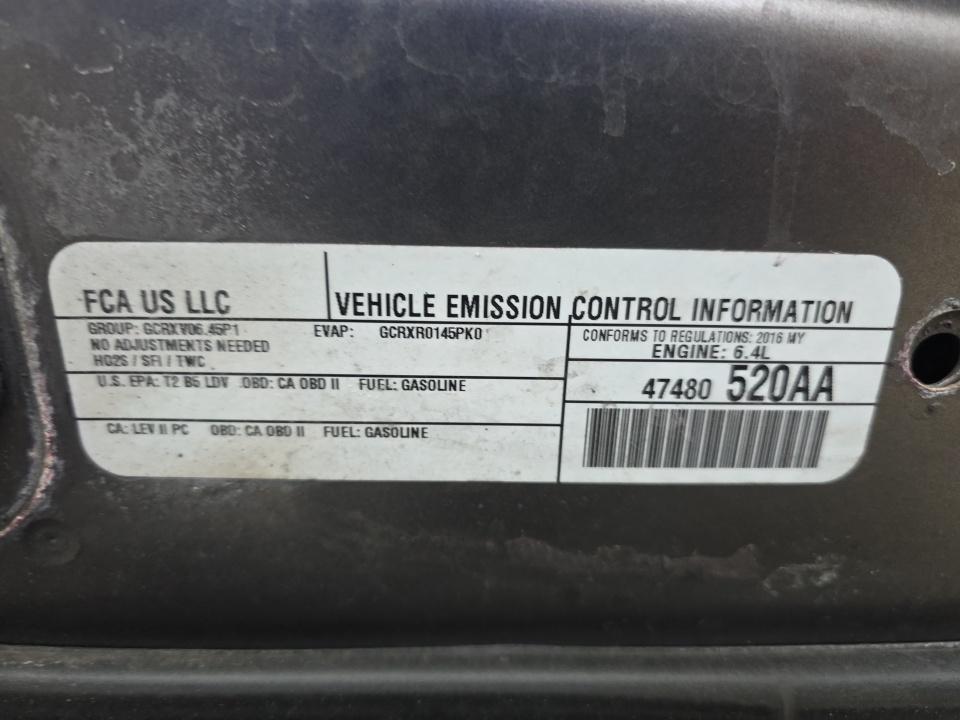 FCA US LLC
VEHICLE EMISSION CONTROL INFORMATION
GROUP: GCRXV06.45P1
EVAP: GCRXR0145PK0
NO ADJUSTMENTS NEEDED
HO2S / SFI / TWC
CONFORMS TO REGULATIONS: 2016 MY
ENGINE: 6.4L
U.S. EPA: T2 B5 LDV OBD: CA OBD II FUEL: GASOLINE
47480 520AA
CA: LEV II PC OBD: CA OBD II FUEL: GASOLINE